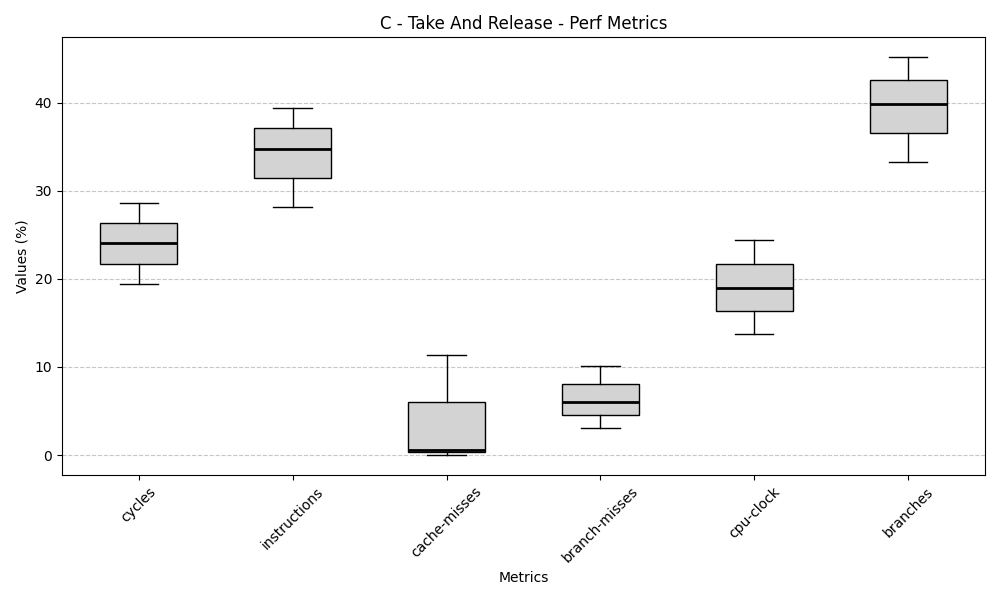 C - Take And Release - Perf Metrics
Values (%)
40
30
20
10
0
cycles
instructions
cache-misses
branch-misses
cpu-clock
branches
Metrics